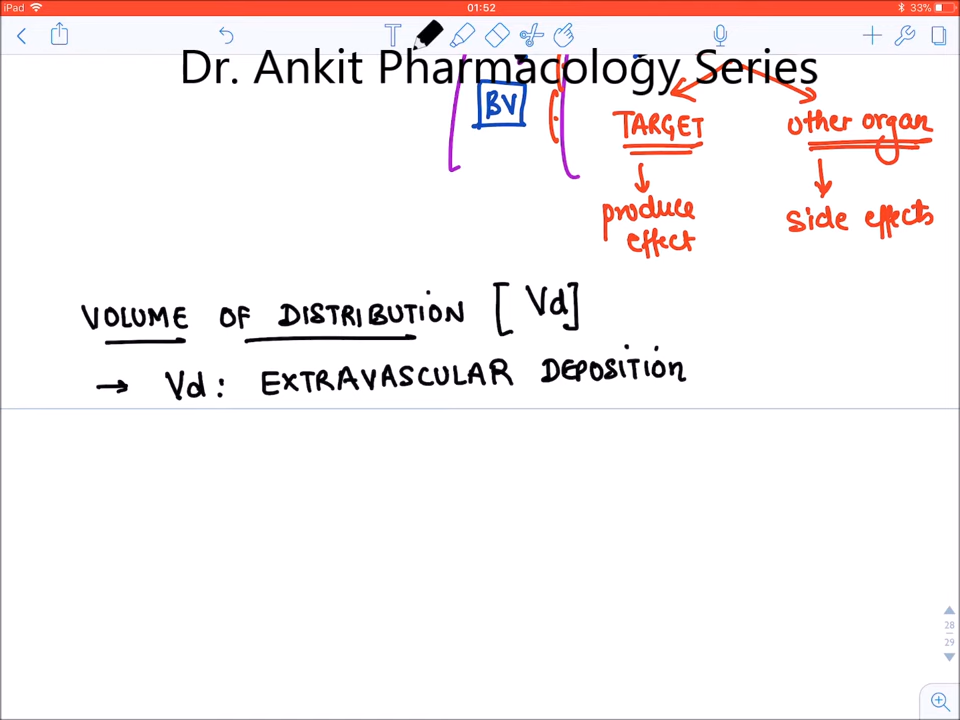 iPad 01:52 33%
T
Dr. Ankit Pharmacology Series
BV
TARGET other organ
produce
effect
side effects
VOLUME OF DISTRIBUTION [Vd]
→ Vd: EXTRAVASCULAR DEPOSITION
28
29